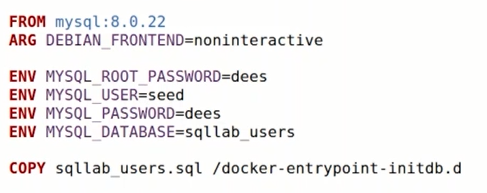 FROM mysql:8.0.22
ARG DEBIAN_FRONTEND=noninteractive
ENV MYSQL_ROOT_PASSWORD=dees
ENV MYSQL_USER=seed
ENV MYSQL_PASSWORD=dees
ENV MYSQL_DATABASE=sqllab_users
COPY sqllab_users.sql /docker-entrypoint-initdb.d